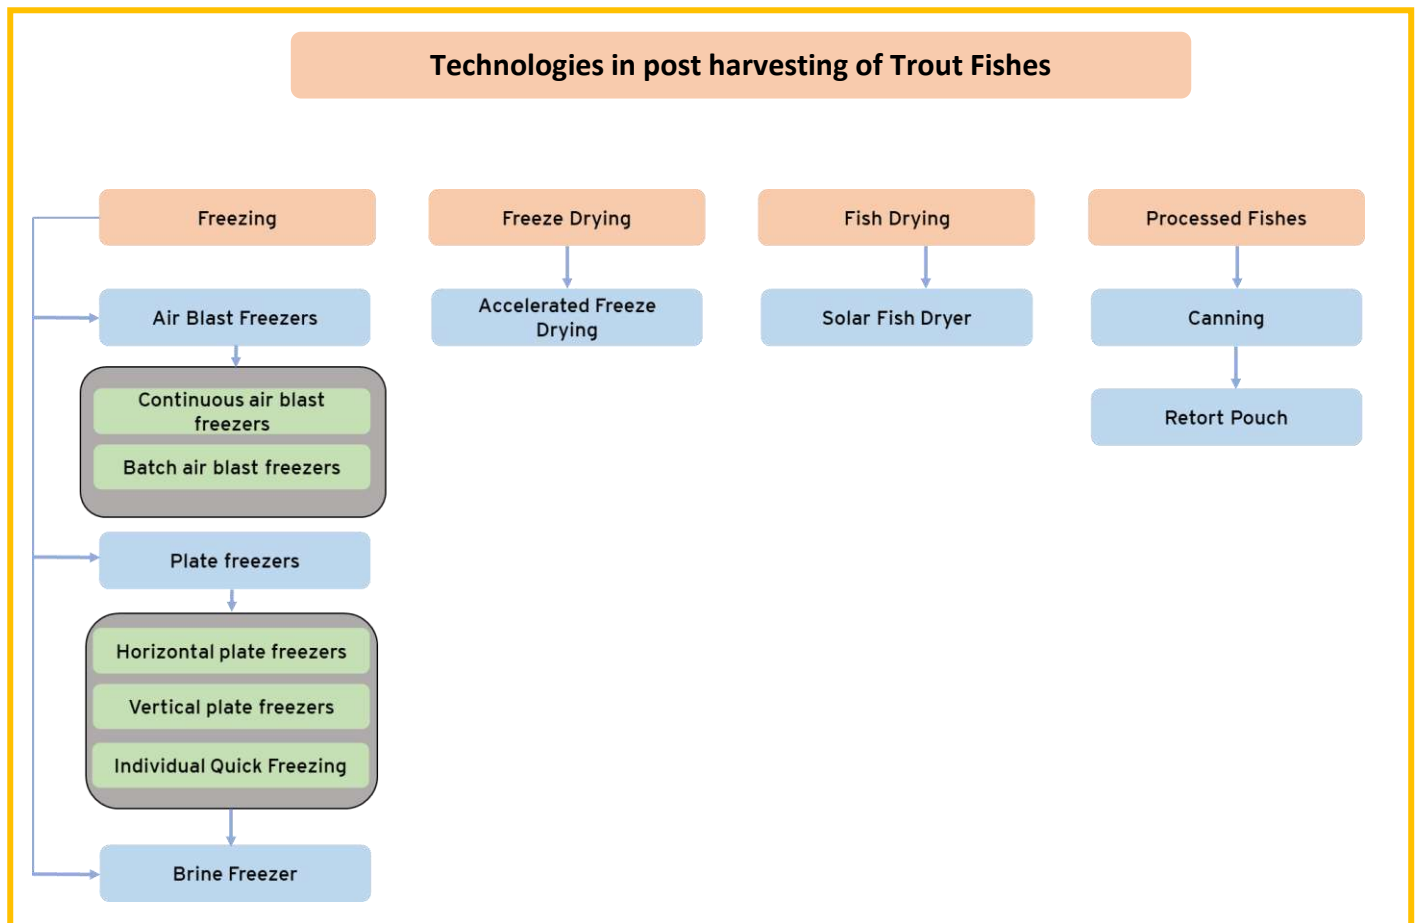 Technologies in post harvesting of Trout Fishes
Freezing
Freeze Drying
Fish Drying
Processed Fishes
Air Blast Freezers
Accelerated Freeze
Drying
Solar Fish Dryer
Canning
Continuous air blast
freezers
Batch air blast freezers
Retort Pouch
Plate freezers
Horizontal plate freezers
Vertical plate freezers
Individual Quick Freezing
Brine Freezer